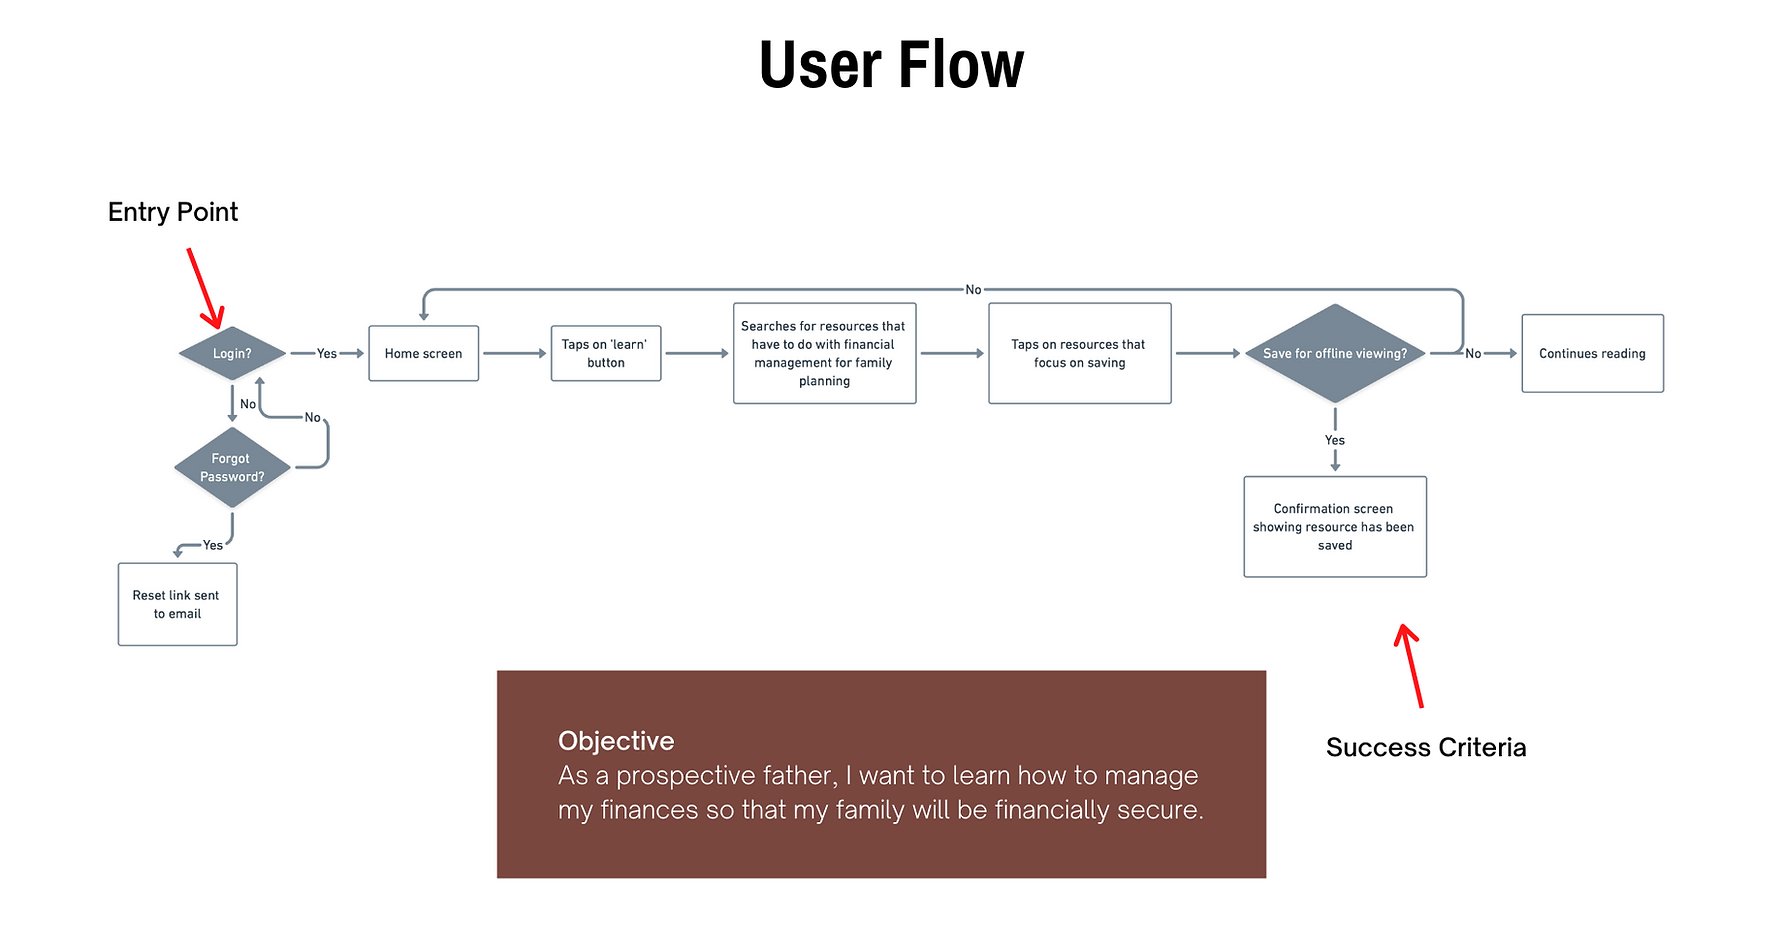 User Flow
Entry Point
No
Login?
Yes
Home screen
Taps on 'learn'
button
Searches for resources that
have to do with financial
management for family
planning
Taps on resources that
focus on saving
Save for offline viewing?
No
Continues reading
No
No
Forgot
Password?
Yes
Reset link sent
to email
Yes
Confirmation screen
showing resource has been
saved
Success Criteria
Objective
As a prospective father, I want to learn how to manage
my finances so that my family will be financially secure.